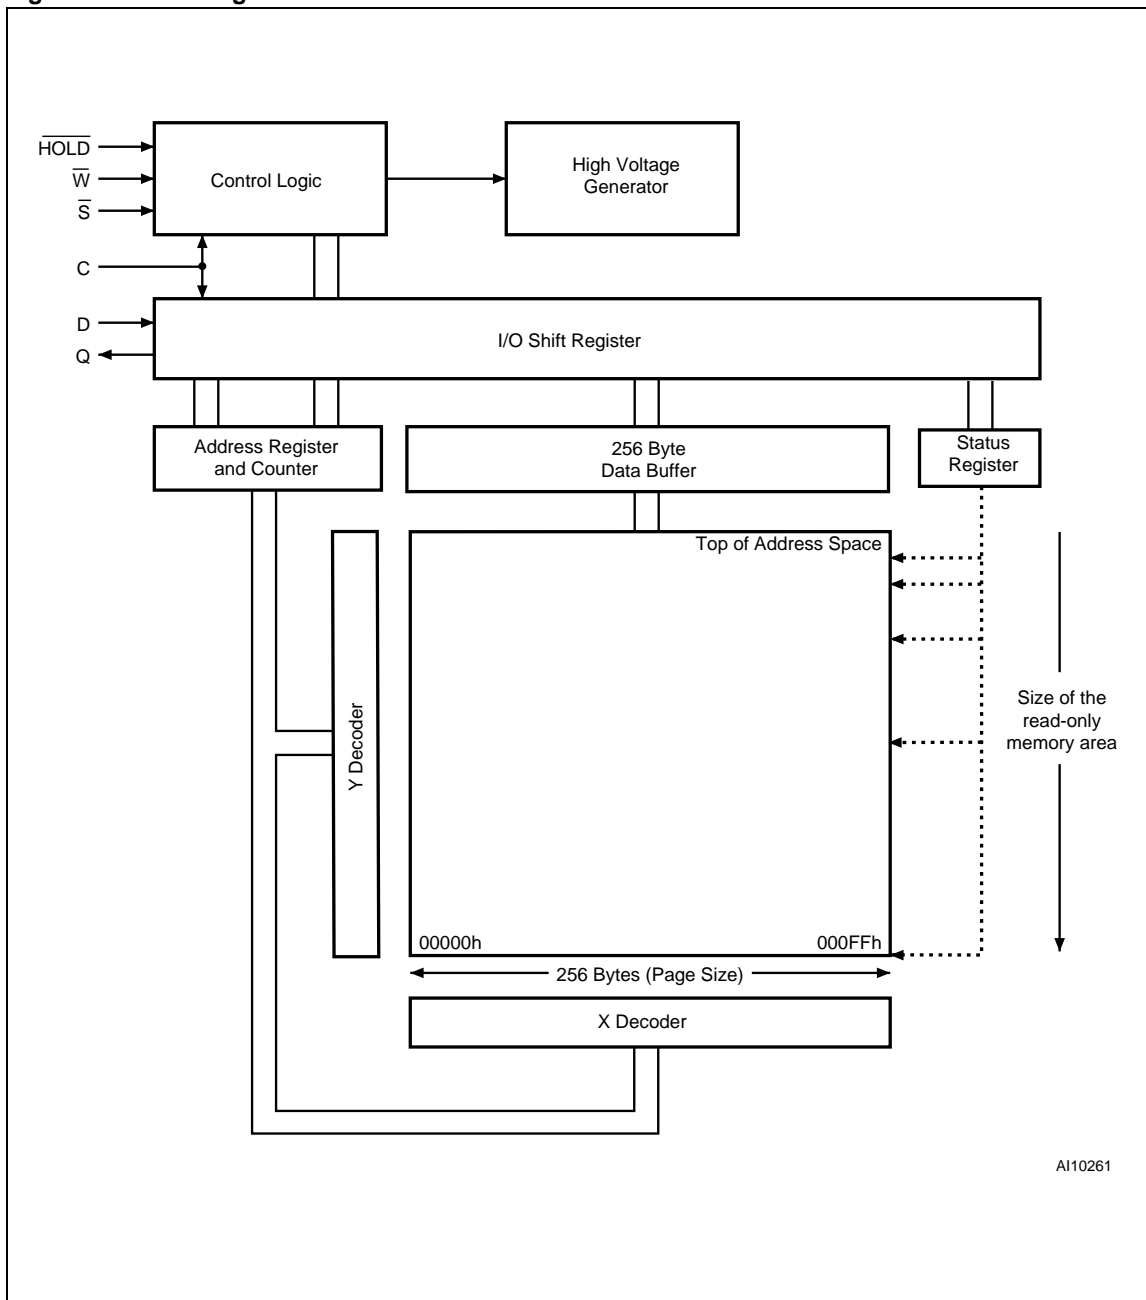 H̅O̅L̅D̅
W̅
S̅
C
D
Q
Control Logic
High Voltage
Generator
I/O Shift Register
Address Register
and Counter
256 Byte
Data Buffer
Status
Register
Top of Address Space
Y Decoder
Size of the
read-only
memory area
00000h
000FFh
256 Bytes (Page Size)
X Decoder
AI10261